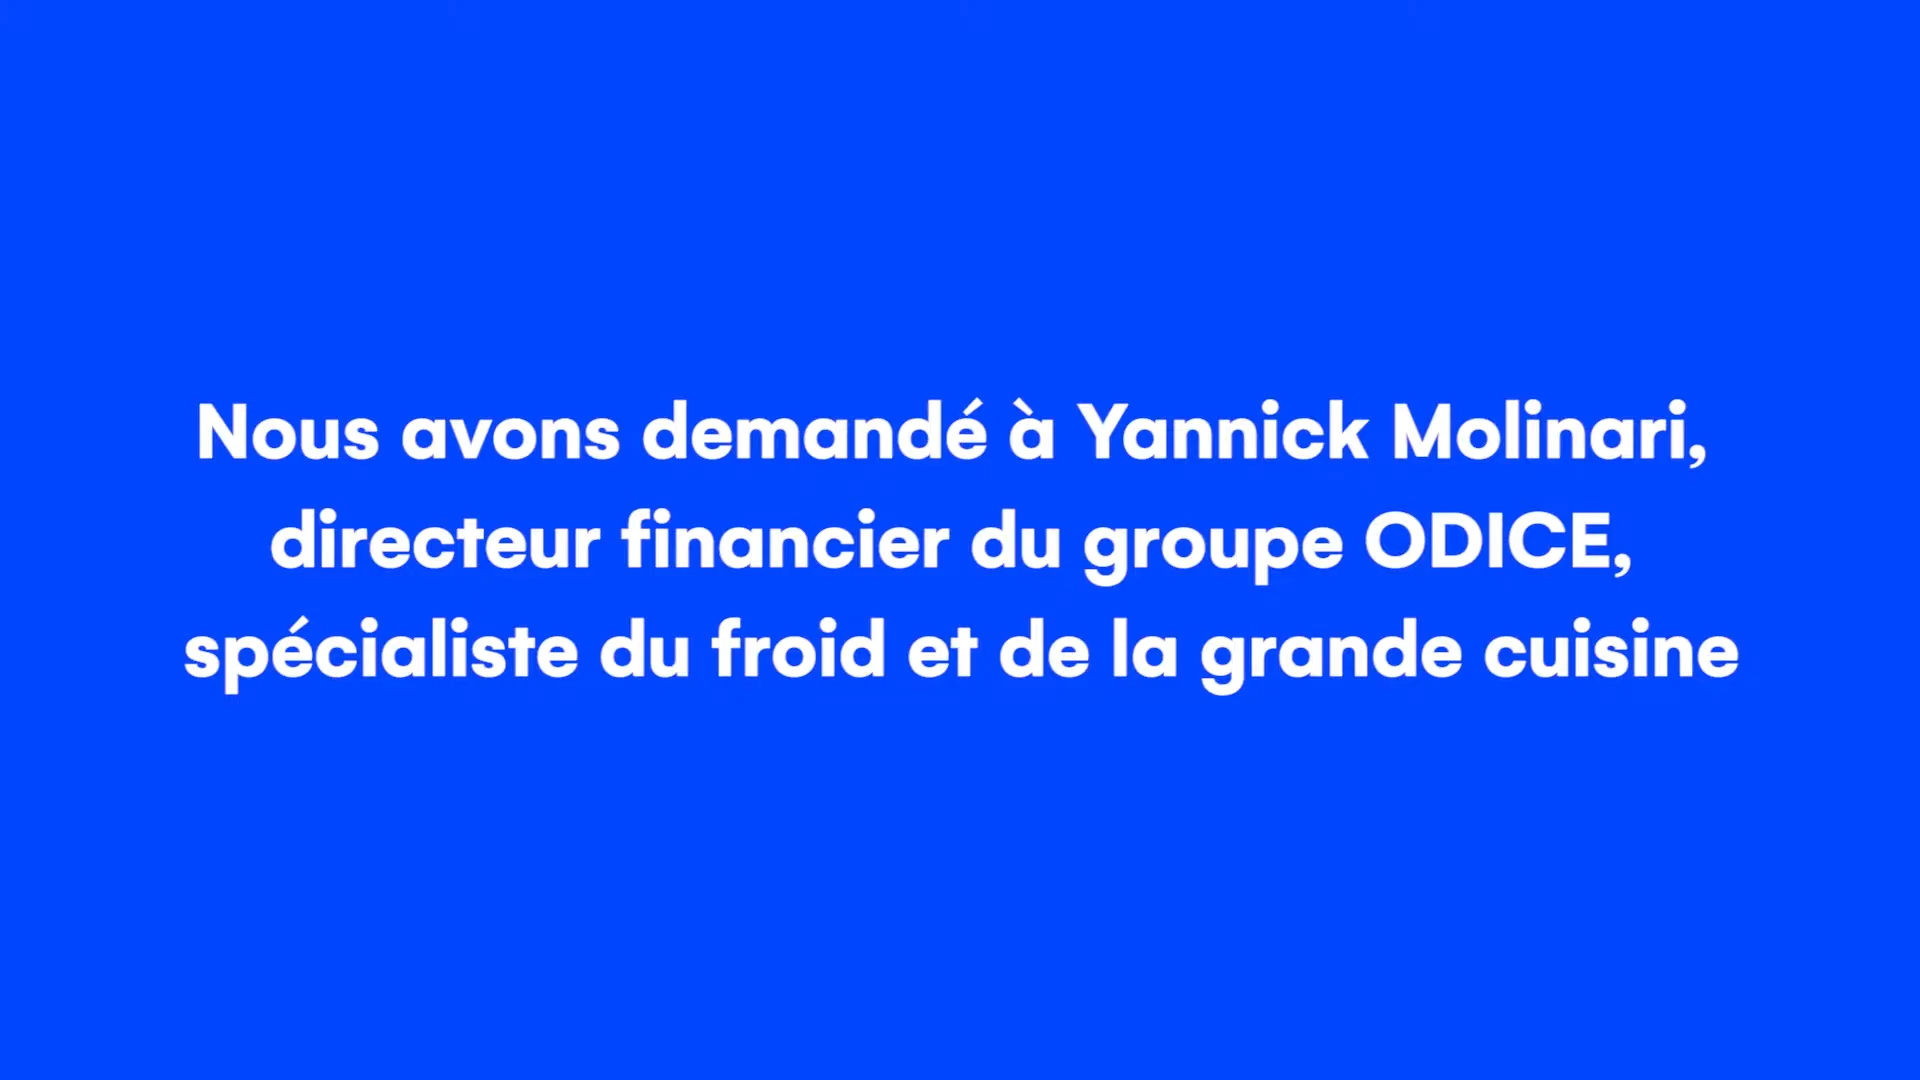 Nous avons demandé à Yannick Molinari,
directeur financier du groupe ODICE,
spécialiste du froid et de la grande cuisine